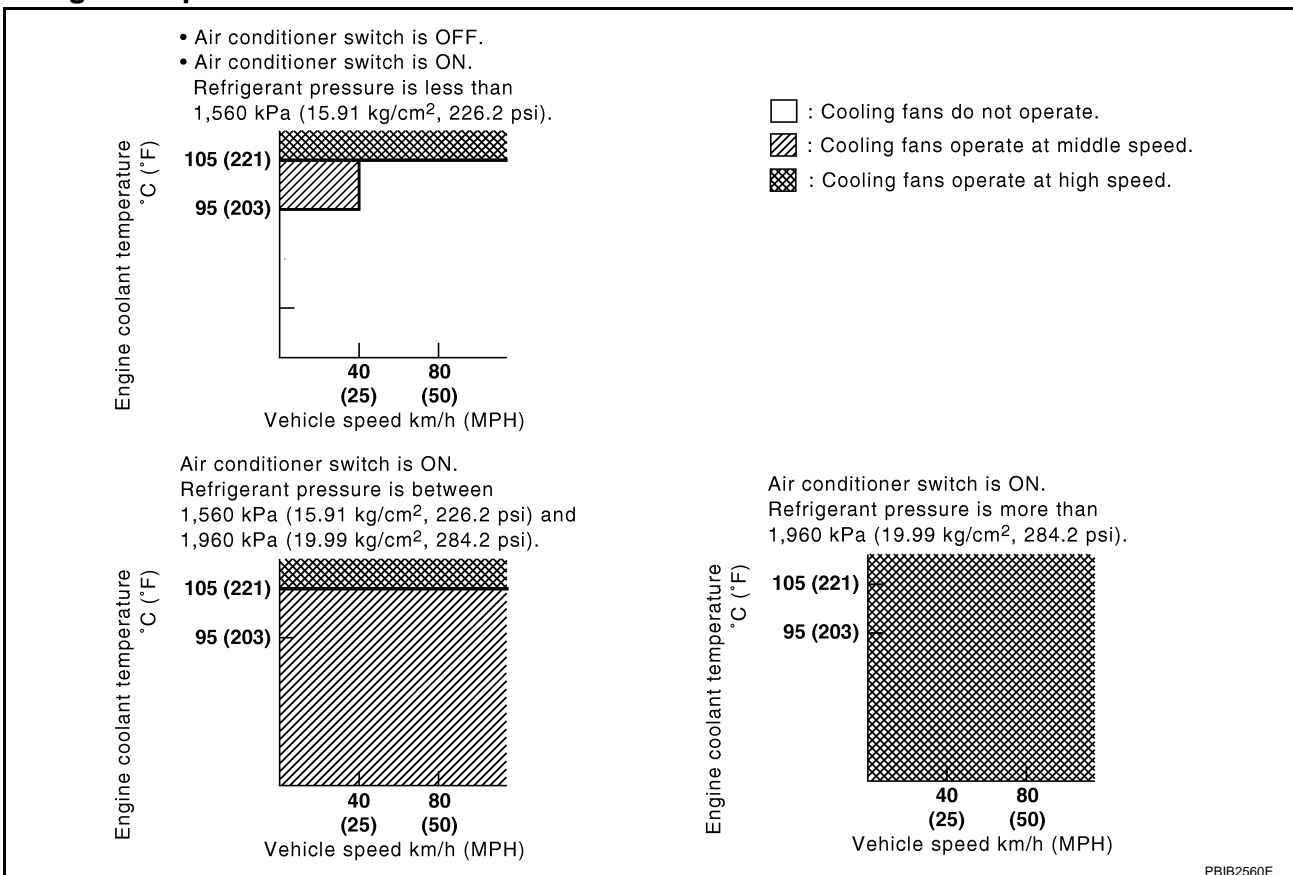 • Air conditioner switch is OFF.
• Air conditioner switch is ON.
Refrigerant pressure is less than
1,560 kPa (15.91 kg/cm², 226.2 psi).
Engine coolant temperature
°C (°F)
105 (221)
95 (203)
40
(25)
80
(50)
Vehicle speed km/h (MPH)
: Cooling fans do not operate.
: Cooling fans operate at middle speed.
: Cooling fans operate at high speed.
Air conditioner switch is ON.
Refrigerant pressure is between
1,560 kPa (15.91 kg/cm², 226.2 psi) and
1,960 kPa (19.99 kg/cm², 284.2 psi).
Engine coolant temperature
°C (°F)
105 (221)
95 (203)
40
(25)
80
(50)
Vehicle speed km/h (MPH)
Air conditioner switch is ON.
Refrigerant pressure is more than
1,960 kPa (19.99 kg/cm², 284.2 psi).
Engine coolant temperature
°C (°F)
105 (221)
95 (203)
40
(25)
80
(50)
Vehicle speed km/h (MPH)
PBIB2560E